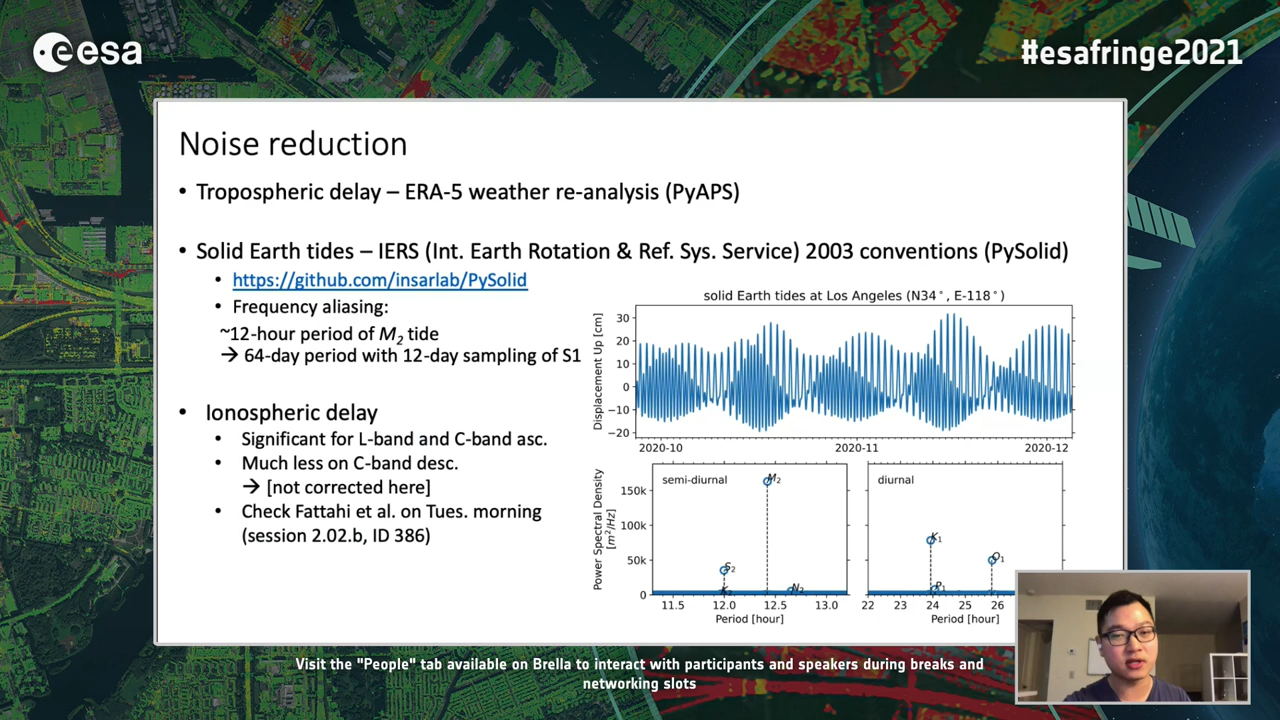 esa
#esafringe2021
Noise reduction
• Tropospheric delay – ERA-5 weather re-analysis (PyAPS)
• Solid Earth tides – IERS (Int. Earth Rotation & Ref. Sys. Service) 2003 conventions (PySolid)
• https://github.com/insarlab/PySolid
• Frequency aliasing:
~12-hour period of M2 tide
→ 64-day period with 12-day sampling of S1
• Ionospheric delay
• Significant for L-band and C-band asc.
• Much less on C-band desc.
→ [not corrected here]
• Check Fattahi et al. on Tues. morning
(session 2.02.b, ID 386)
solid Earth tides at Los Angeles (N34°, E-118°)
Displacement Up [cm]
30
20
10
0
−10
−20
2020-10 2020-11 2020-12
Power Spectral Density
[m²/Hz]
150k
100k
50k
0
semi-diurnal
M2
S2
K2
N2
11.5 12.0 12.5 13.0
Period [hour]
diurnal
K1
O1
P1
22 23 24 25 26
Period [hour]
Visit the "People" tab available on Brella to interact with participants and speakers during breaks and
networking slots